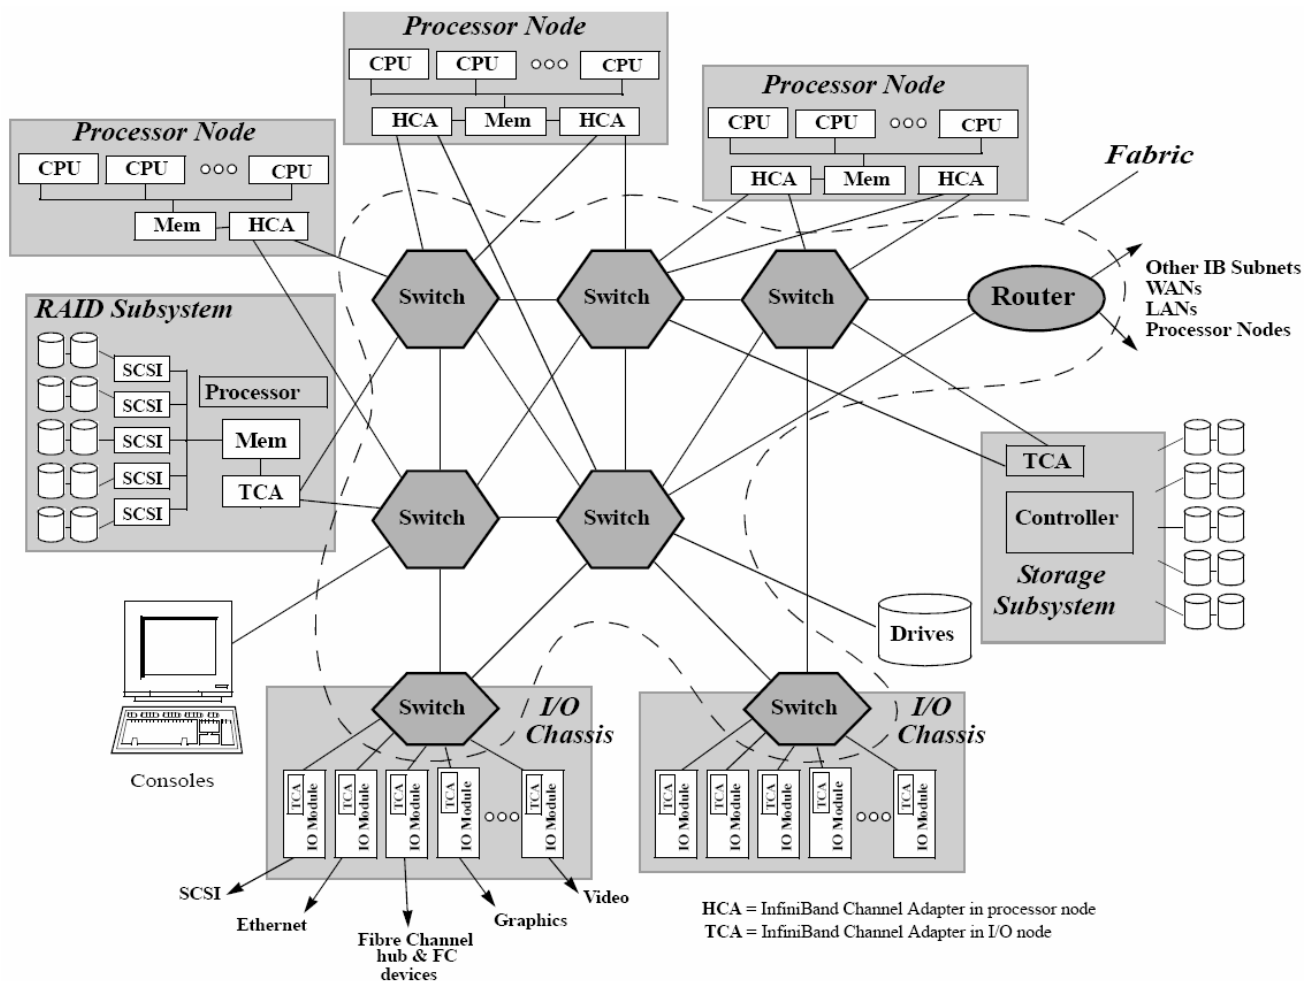 Processor Node
CPU CPU CPU
HCA Mem HCA
Processor Node
CPU CPU CPU
HCA Mem HCA
Processor Node
CPU CPU CPU
Mem HCA
Fabric
Switch Switch Switch Router
Other IB Subnets
WANs
LANs
Processor Nodes
RAID Subsystem
SCSI
SCSI
SCSI
SCSI
SCSI
Processor
Mem
TCA
Switch Switch
TCA
Controller
Storage
Subsystem
Drives
Consoles
Switch
I/O
Chassis
TCA
IO Module
TCA
IO Module
TCA
IO Module
TCA
IO Module
TCA
IO Module
Switch
I/O
Chassis
TCA
IO Module
TCA
IO Module
TCA
IO Module
TCA
IO Module
TCA
IO Module
SCSI
Ethernet
Fibre Channel
hub & FC
devices
Graphics
Video
HCA = InfiniBand Channel Adapter in processor node
TCA = InfiniBand Channel Adapter in I/O node